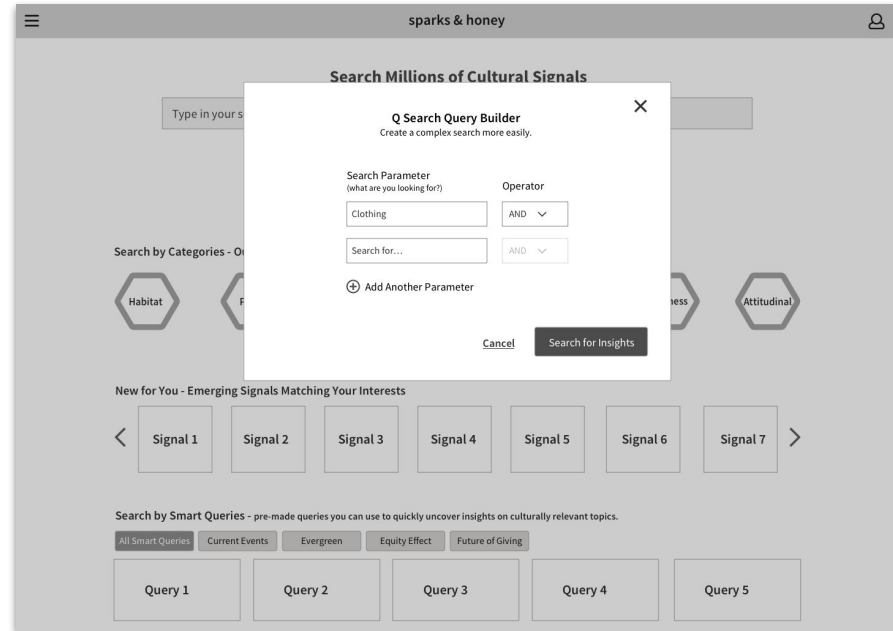 sparks & honey
Search Millions of Cultural Signals
Type in your s
Q Search Query Builder
Create a complex search more easily.
Search Parameter
(what are you looking for?)
Operator
Clothing
AND
Search for...
AND
Add Another Parameter
Cancel
Search for Insights
Search by Categories - O
Habitat
Attitudinal
New for You - Emerging Signals Matching Your Interests
Signal 1
Signal 2
Signal 3
Signal 4
Signal 5
Signal 6
Signal 7
Search by Smart Queries - pre-made queries you can use to quickly uncover insights on culturally relevant topics.
All Smart Queries
Current Events
Evergreen
Equity Effect
Future of Giving
Query 1
Query 2
Query 3
Query 4
Query 5